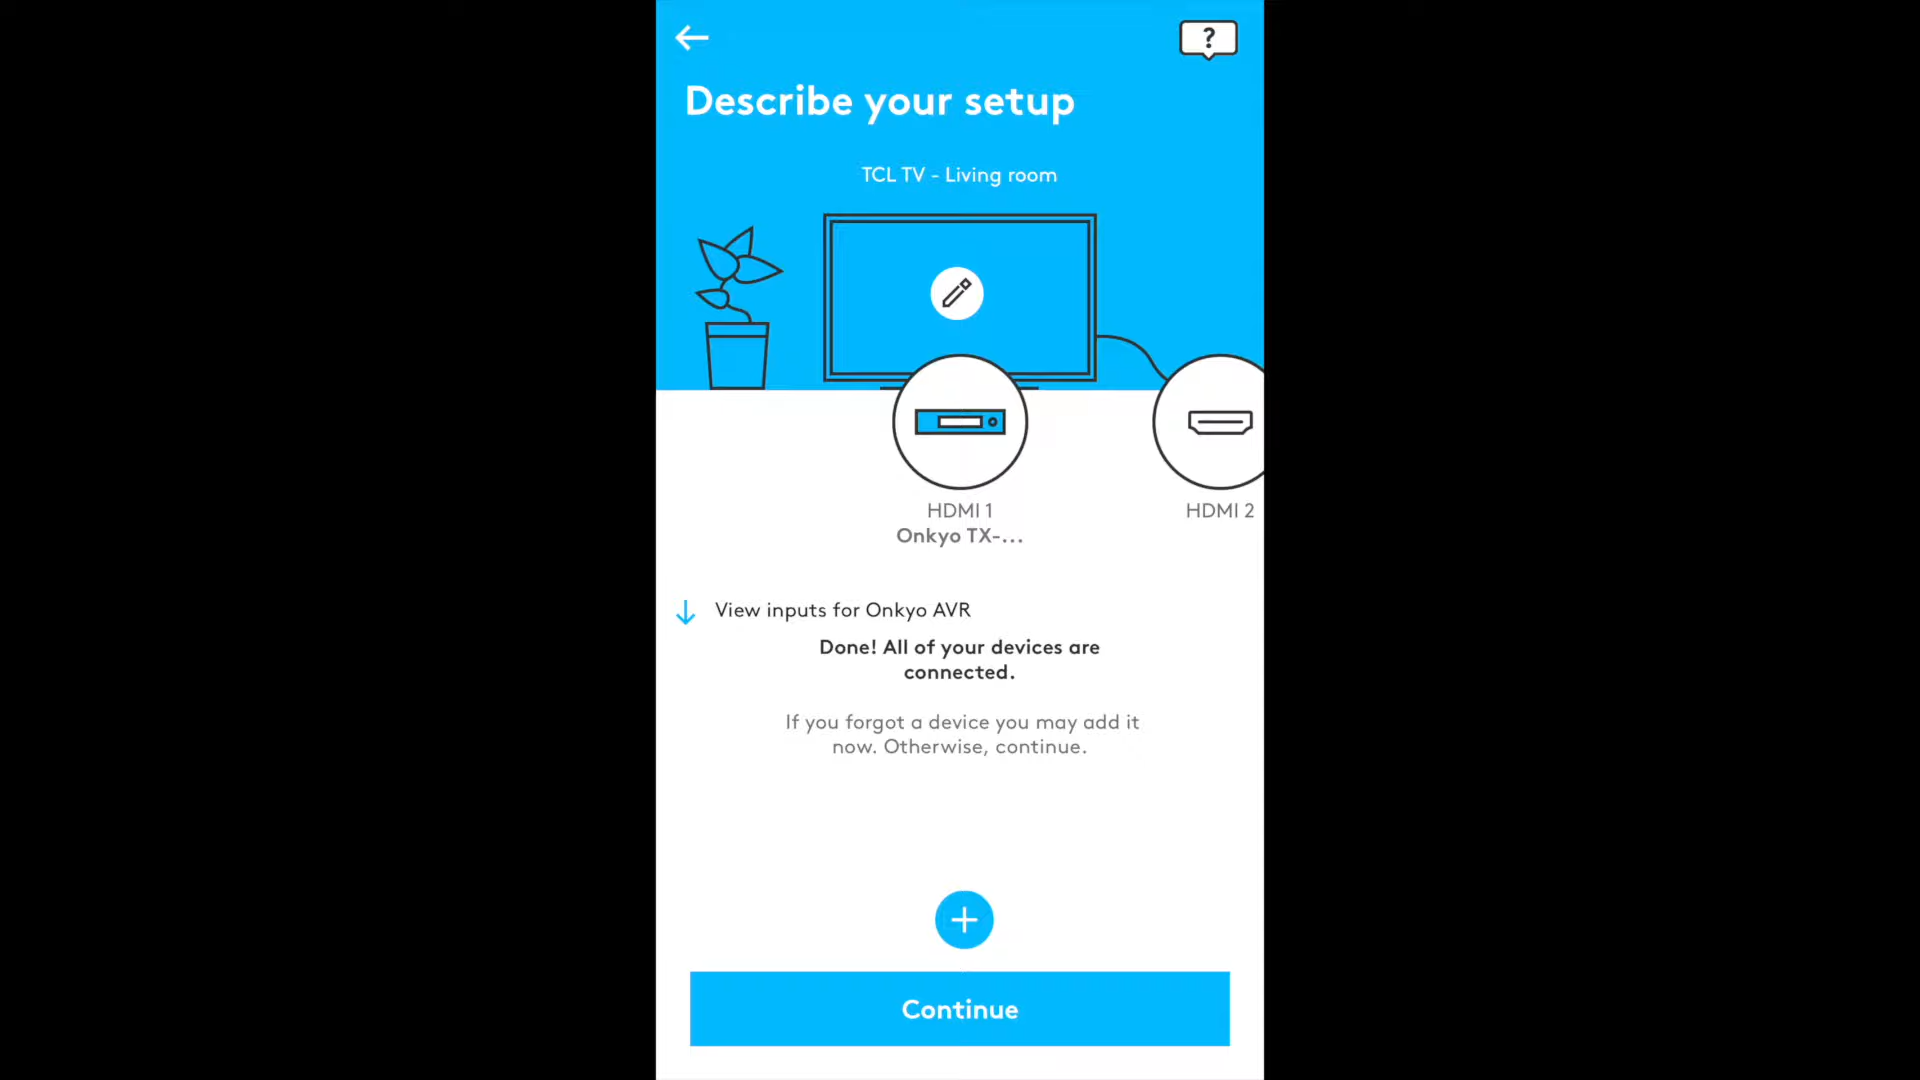 ?
Describe your setup
TCL TV - Living room
HDMI 1
Onkyo TX-...
HDMI 2
View inputs for Onkyo AVR
Done! All of your devices are
connected.
If you forgot a device you may add it
now. Otherwise, continue.
Continue